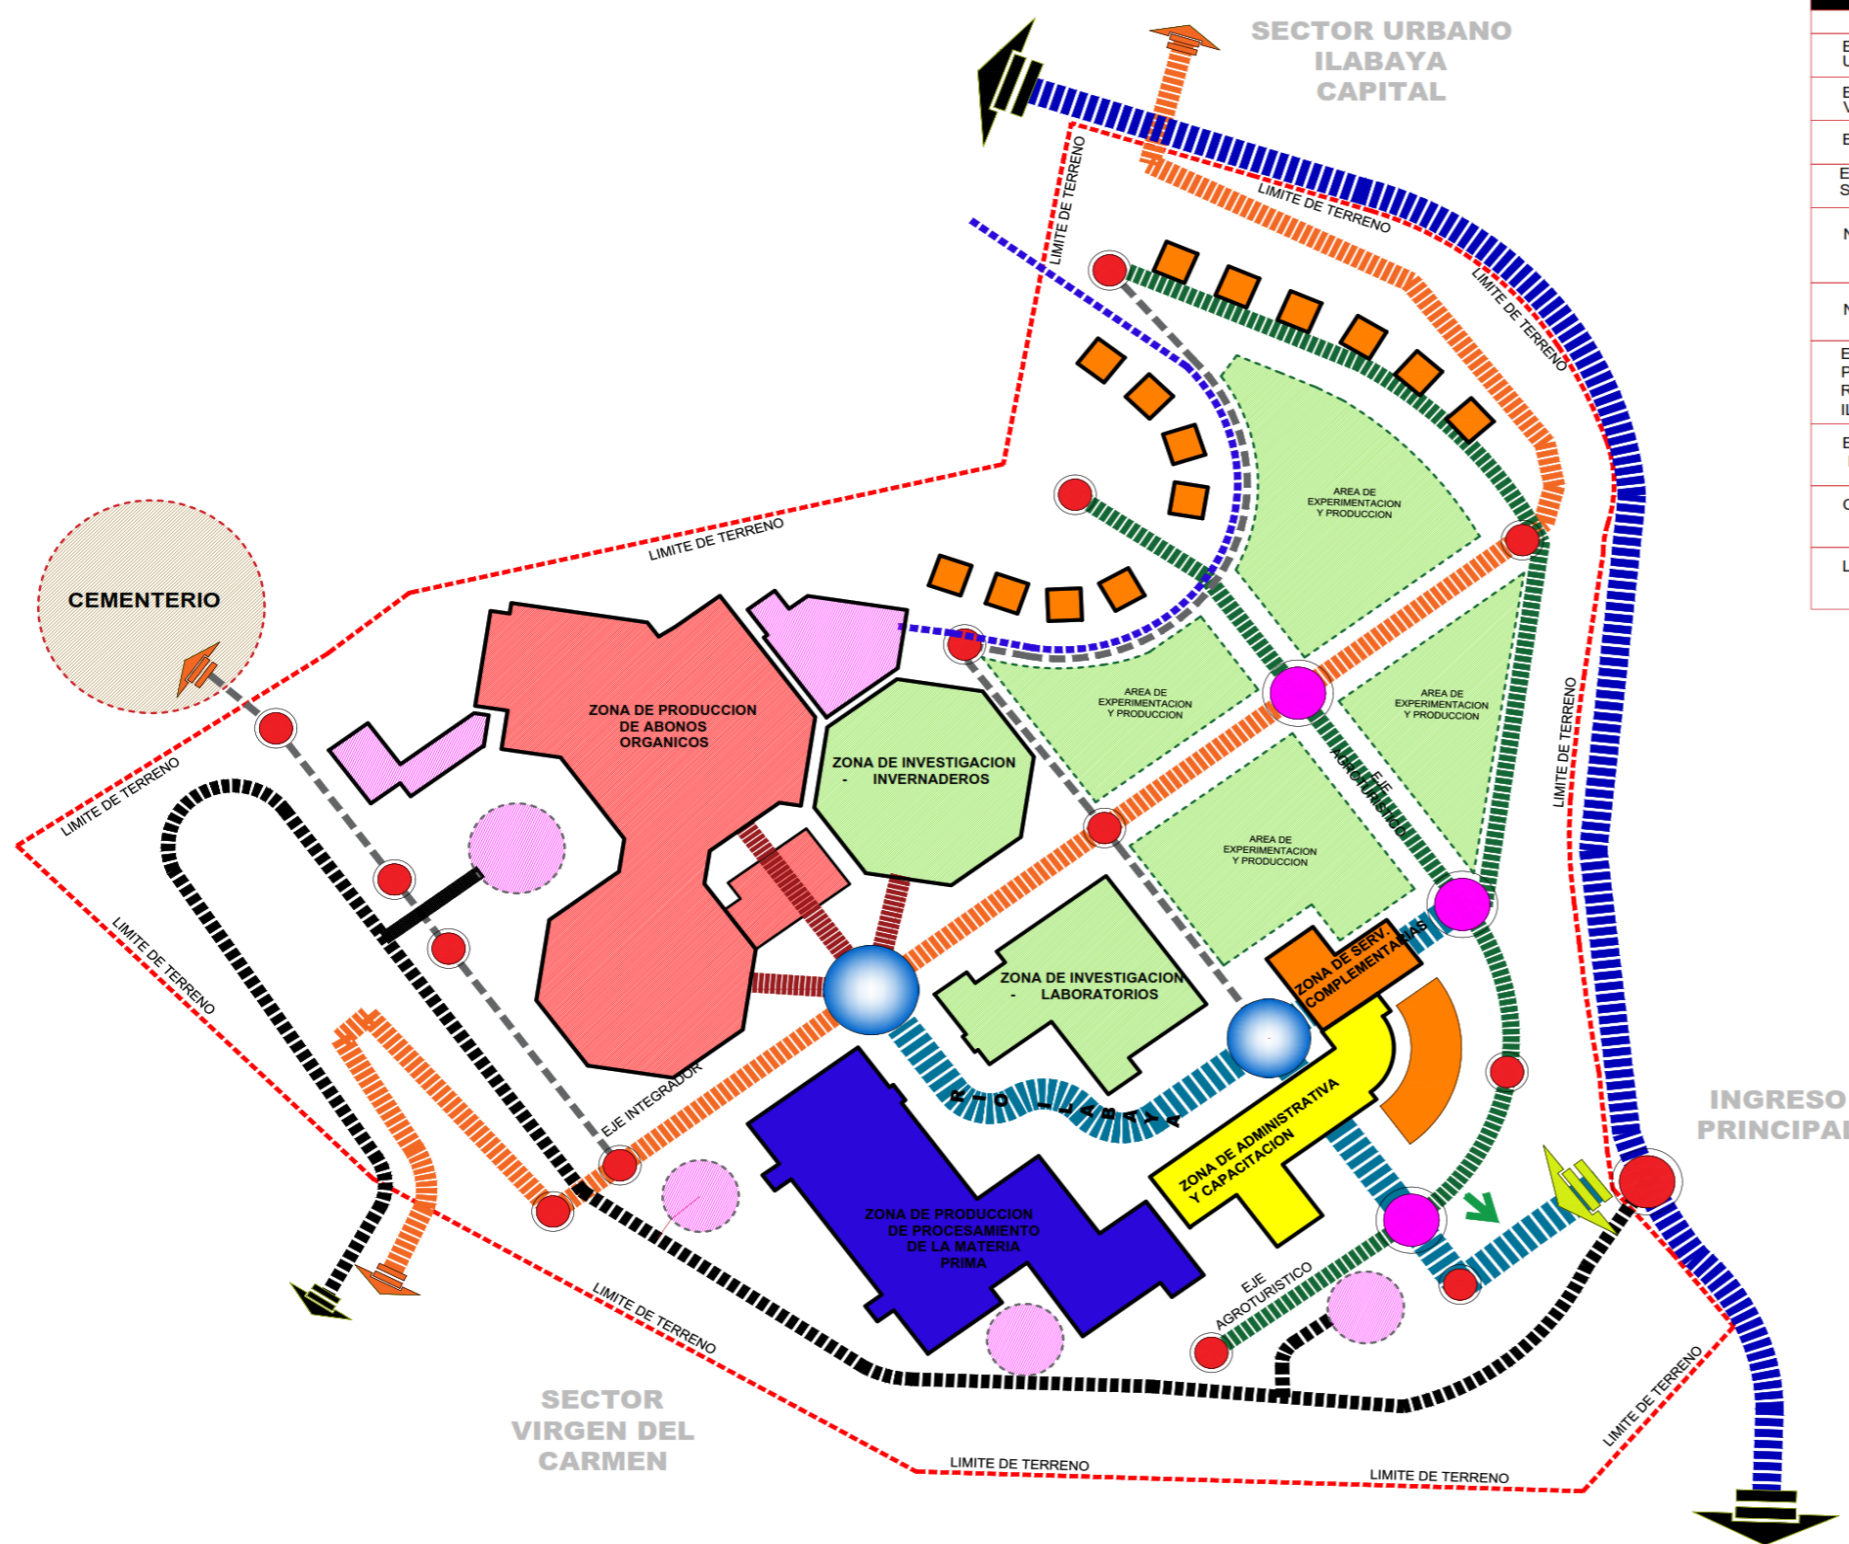 SECTOR URBANO
ILABAYA
CAPITAL
LIMITE DE TERRENO
LIMITE DE TERRENO
LIMITE DE TERRENO
LIMITE DE TERRENO
CEMENTERIO
AREA DE
EXPERIMENTACION
Y PRODUCCION
ZONA DE PRODUCCION
DE ABONOS
ORGANICOS
ZONA DE INVESTIGACION
- INVERNADEROS
AREA DE
EXPERIMENTACION
Y PRODUCCION
AREA DE
EXPERIMENTACION
Y PRODUCCION
LIMITE DE TERRENO
LIMITE DE TERRENO
EJE
AGROTURISTICO
AREA DE
EXPERIMENTACION
Y PRODUCCION
LIMITE DE TERRENO
ZONA DE INVESTIGACION
- LABORATORIOS
ZONA DE SERV.
COMPLEMENTARIAS
EJE INTEGRADOR
RIO ILABAYA
ZONA DE ADMINISTRATIVA
Y CAPACITACION
INGRESO
PRINCIPAL
ZONA DE PRODUCCION
DE PROCESAMIENTO
DE LA MATERIA
PRIMA
EJE
AGROTURISTICO
LIMITE DE TERRENO
LIMITE DE TERRENO
SECTOR
VIRGEN DEL
CARMEN
LIMITE DE TERRENO
LIMITE DE TERRENO